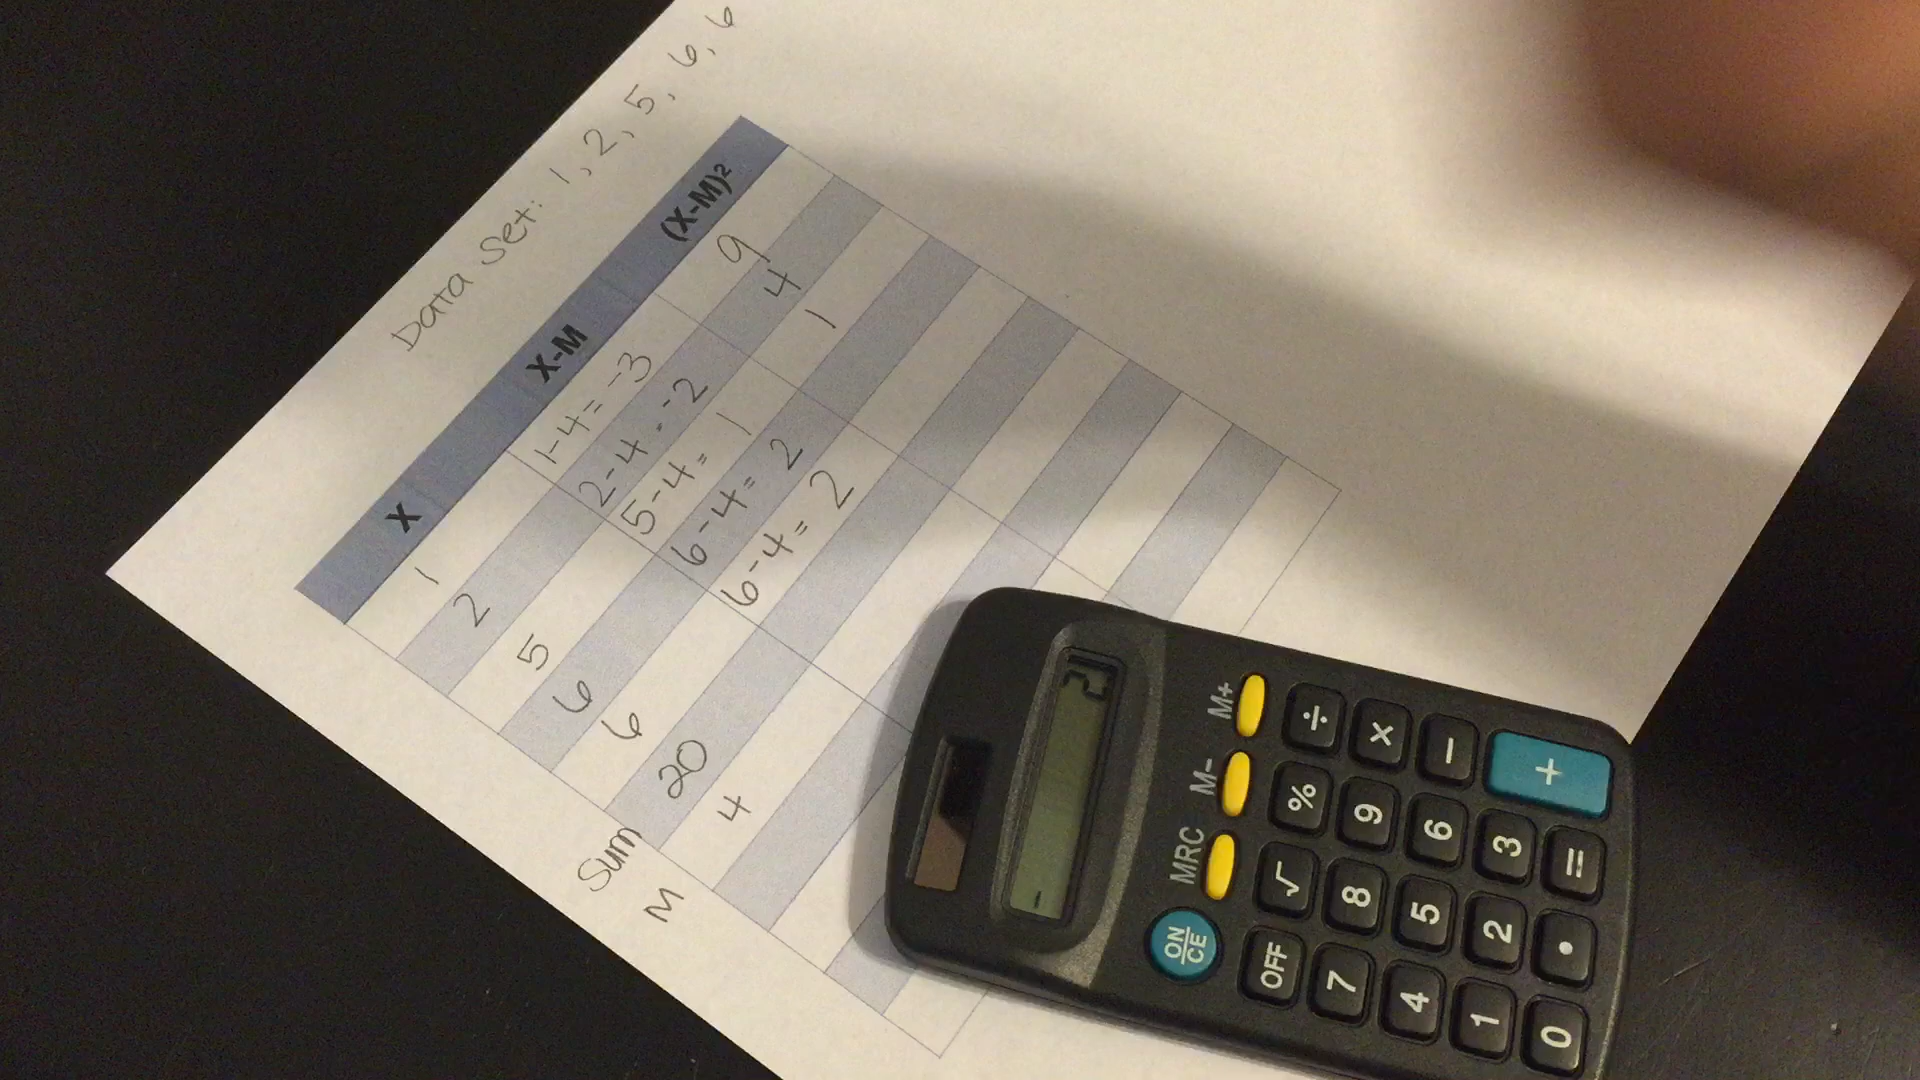 Data Set: 1, 2, 5, 6, 6
X X-M (X-M)²
1 1-4=-3 9
2 2-4=-2 4
5 5-4= 1 1
6 6-4= 2
6 6-4= 2
Sum 20
M 4
2.
M+ M- MRC ON/CE
÷ % √ OFF
× 9 8 7
− 6 5 4
+ 3 2 1
= • 0